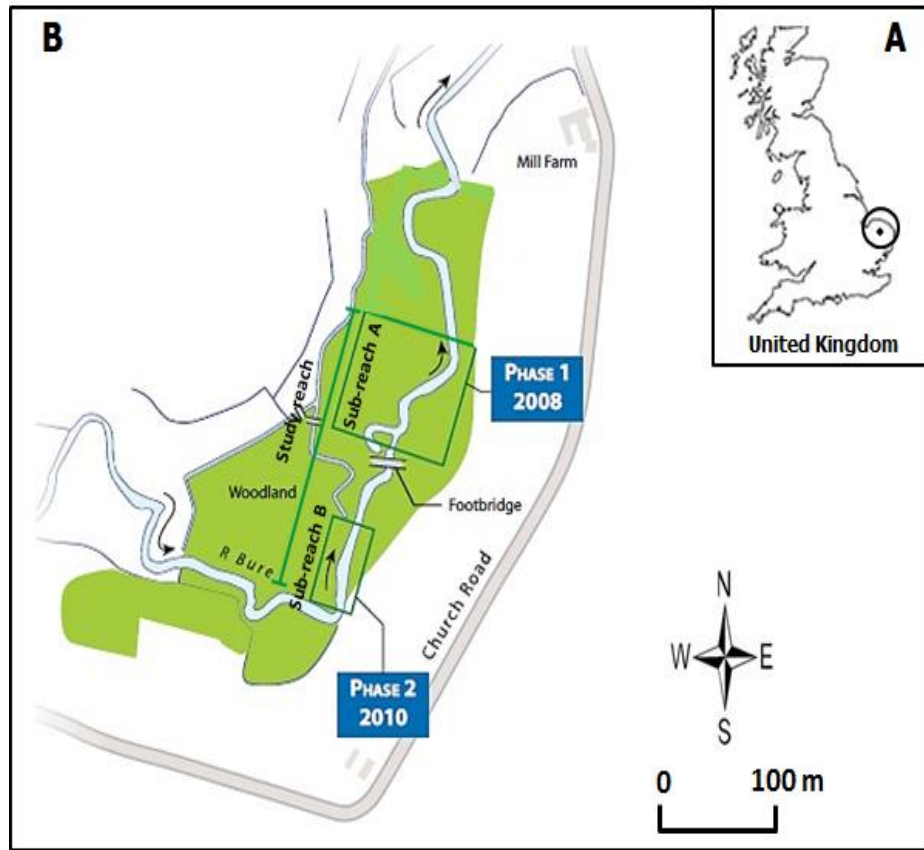 B
A
United Kingdom
Mill Farm
Sub-reach A
Study reach
PHASE 1
2008
Woodland
Footbridge
Sub-reach B
R Bure
Church Road
PHASE 2
2010
N
W E
S
0 100 m